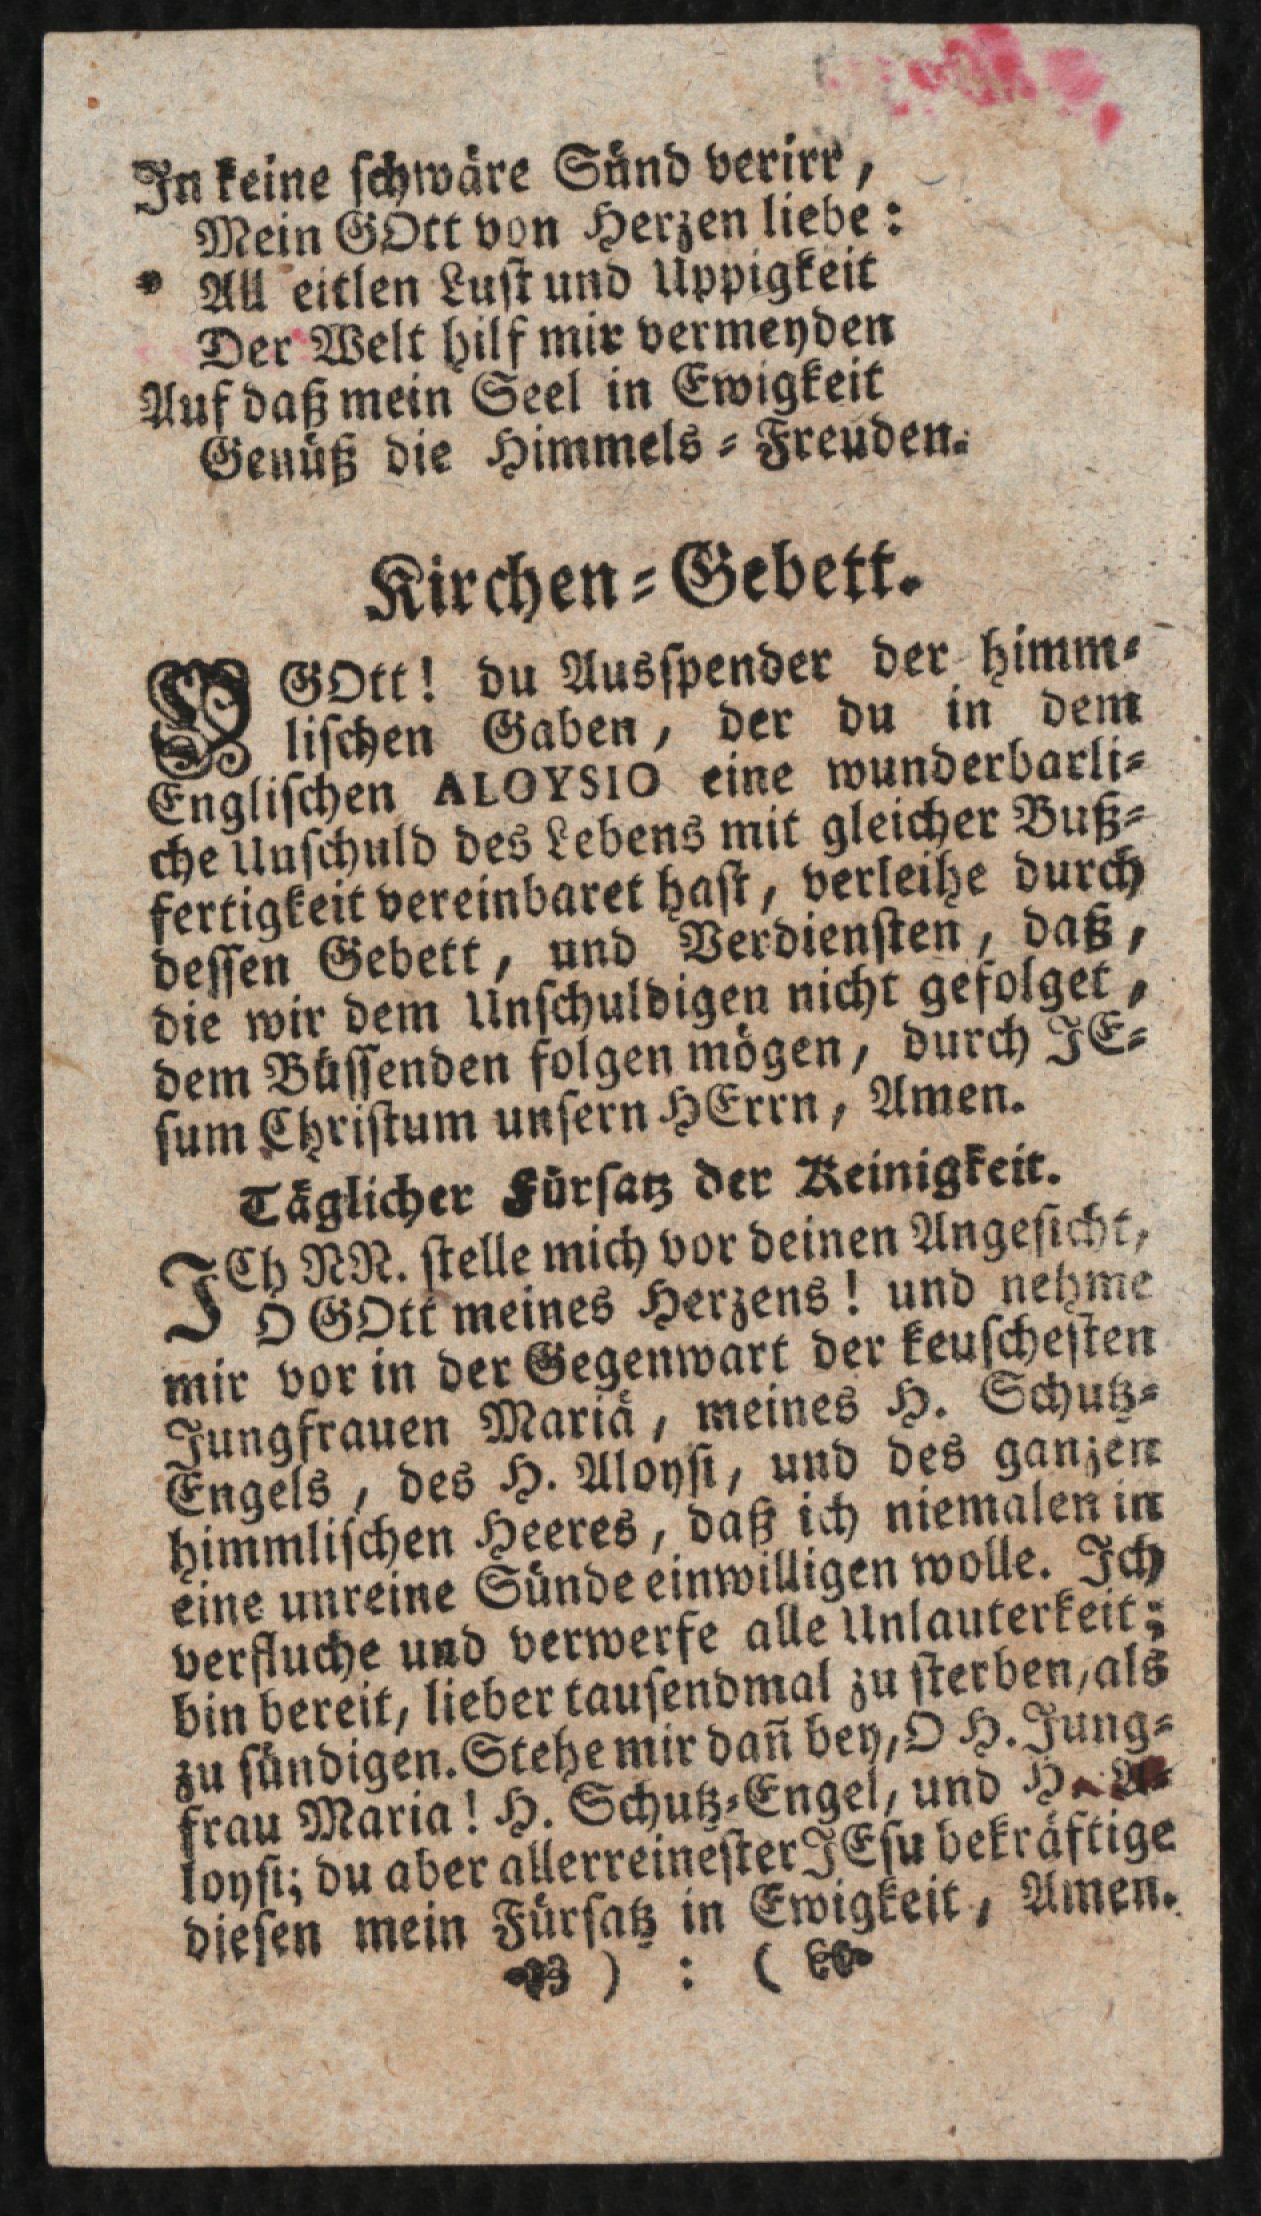 In keine schwäre Sünd verirr,
Mein GOtt von Herzen liebe:
* All eitlen Lust und Uppigkeit
Der Welt hilf mir vermeyden
Auf daß mein Seel in Ewigkeit
Genüß die Himmels-Freuden.
Kirchen-Gebett.
O GOtt! du Ausspender der himm-
lischen Gaben, der du in dem
Englischen ALOYSIO eine wunderbarli-
che Unschuld des Lebens mit gleicher Buß-
fertigkeit vereinbaret hast, verleihe durch
dessen Gebett, und Verdiensten, daß,
die wir dem Unschuldigen nicht gefolget,
dem Büssenden folgen mögen, durch JE-
sum Christum unsern HErrn, Amen.
Täglicher Fürsatz der Reinigkeit.
ICh NN. stelle mich vor deinen Angesicht,
O GOtt meines Herzens! und nehme
mir vor in der Gegenwart der keuschesten
Jungfrauen Mariä, meines H. Schutz-
Engels, des H. Aloysi, und des ganzen
himmlischen Heeres, daß ich niemalen in
eine unreine Sünde einwilligen wolle. Ich
verfluche und verwerfe alle Unlauterkeit;
bin bereit, lieber tausendmal zu sterben, als
zu sündigen. Stehe mir dañ bey, O H. Jung-
frau Maria! H. Schutz-Engel, und H. A-
loysi; du aber allerreinester JEsu bekräftige
diesen mein Fürsatz in Ewigkeit, Amen.
) : (